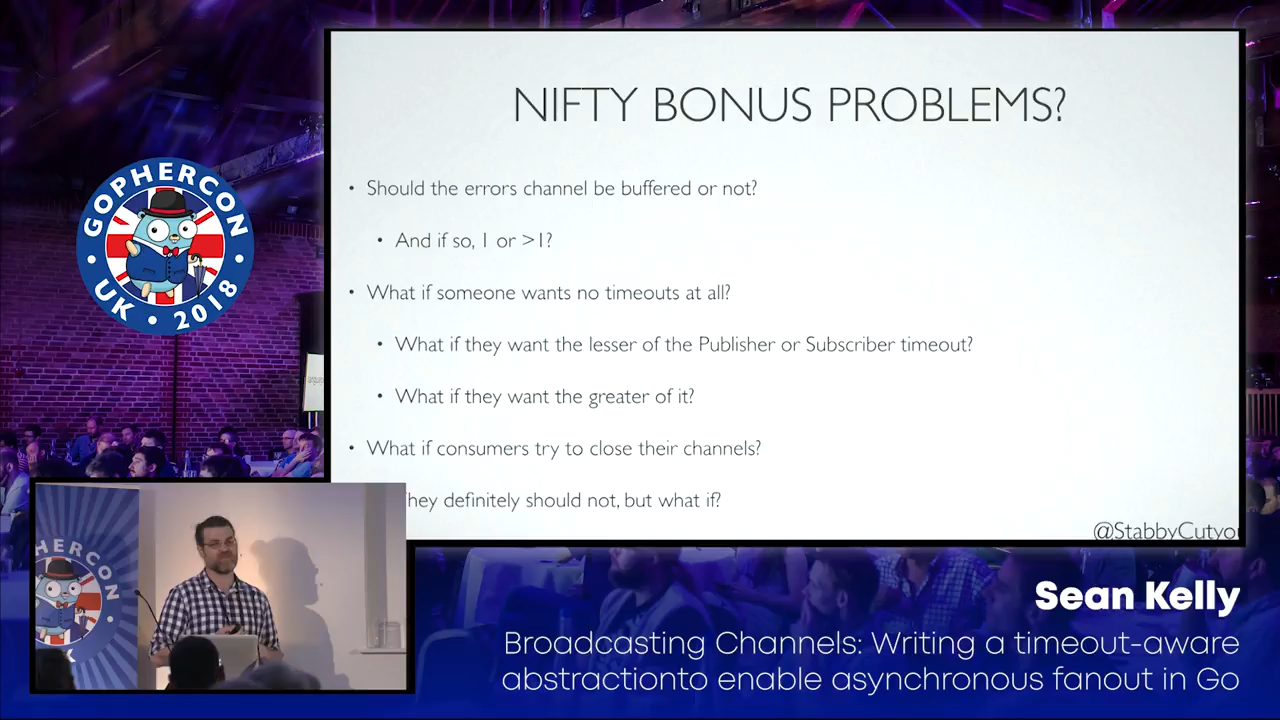 NIFTY BONUS PROBLEMS?
• Should the errors channel be buffered or not?
• And if so, 1 or >1?
• What if someone wants no timeouts at all?
• What if they want the lesser of the Publisher or Subscriber timeout?
• What if they want the greater of it?
• What if consumers try to close their channels?
They definitely should not, but what if?
@StabbyCutyo
GOPHERCON
UK • 2018
HERCON
K
Sean Kelly
Broadcasting Channels: Writing a timeout-aware
abstractionto enable asynchronous fanout in Go